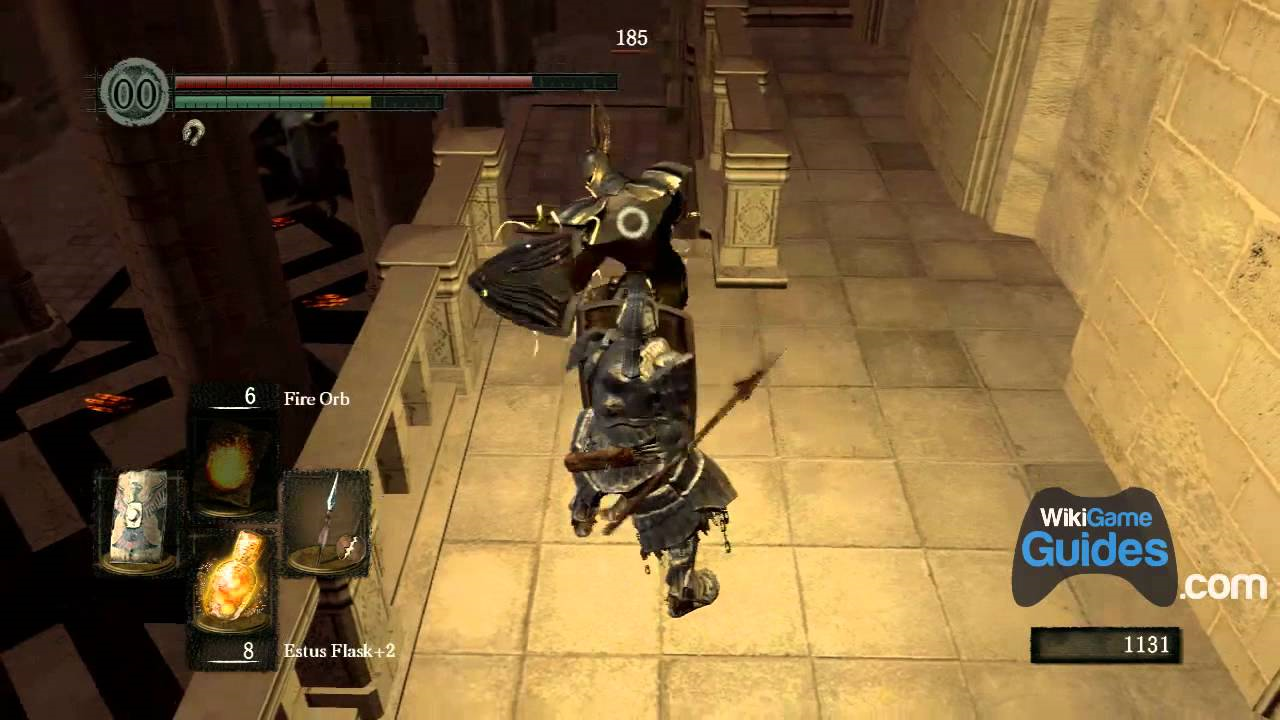 185
00
6
Fire Orb
WikiGame
Guides
.com
1131
8
Estus Flask+2